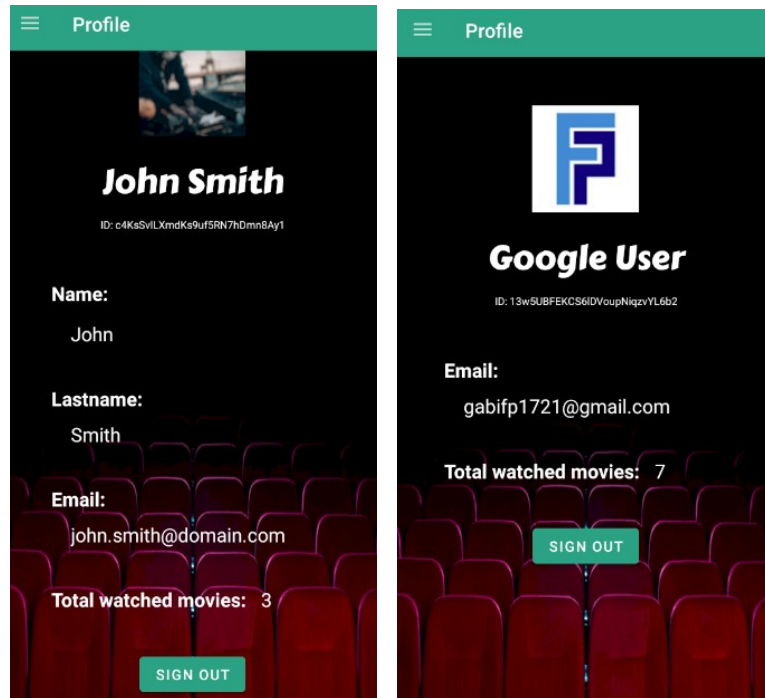 Profile
John Smith
ID: c4KsSvlLXmdKs9uf5RN7hDmn8Ay1
Name:
John
Lastname:
Smith
Email:
john.smith@domain.com
Total watched movies: 3
SIGN OUT
Profile
FP
Google User
ID: 13w5UBFEKCS6lDVoupNiqzvYL6b2
Email:
gabifp1721@gmail.com
Total watched movies: 7
SIGN OUT